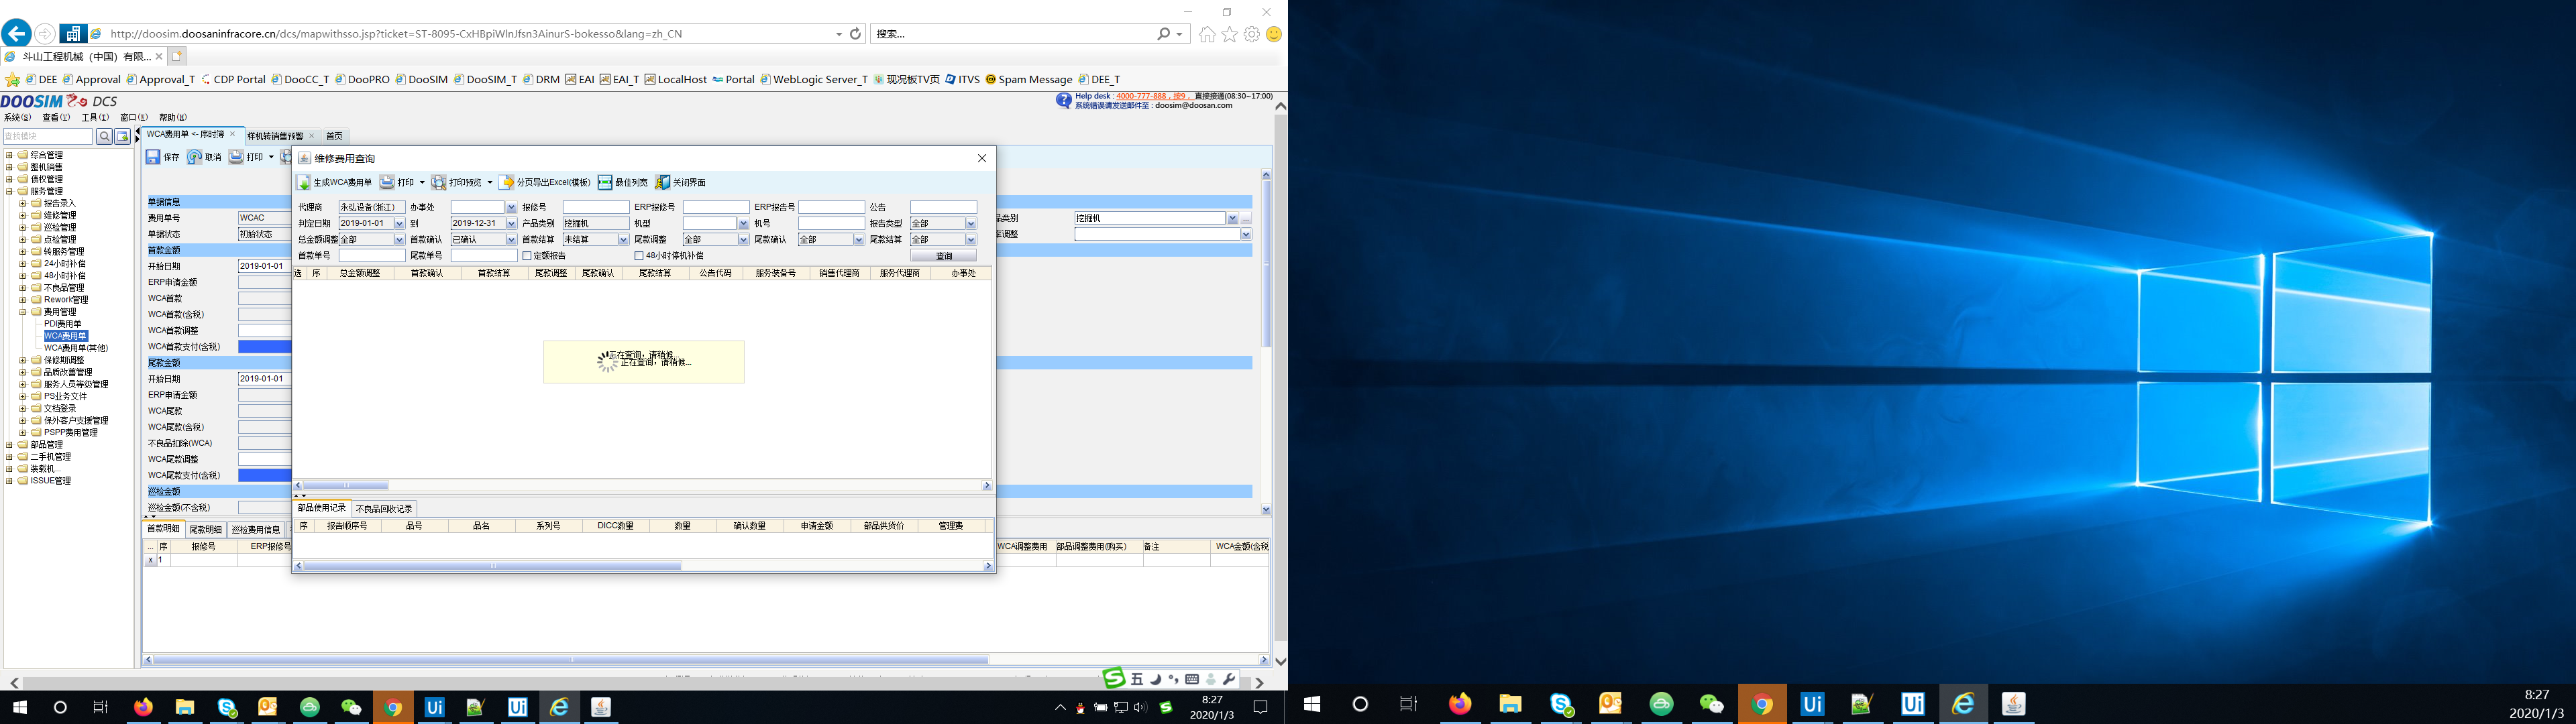 http://doosim.doosaninfracore.cn/dcs/mapwithsso.jsp?ticket=ST-8095-CxHBpiWlnJfsn3AinurS-bokesso&lang=zh_CN
搜索...
斗山工程机械（中国）有限...
DEE Approval Approval_T CDP Portal DooCC_T DooPRO DooSIM DooSIM_T DRM EAI EAI_T LocalHost Portal WebLogic Server_T 现况板TV页 ITVS Spam Message DEE_T
DOOSIM DCS
Help desk : 4000-777-888，按9， 直接接通(08:30~17:00)
系统错误请发送邮件至 : doosim@doosan.com
系统(S) 查看(V) 工具(I) 窗口(E) 帮助(H)
查找模块
WCA费用单 <- 序时簿 样机转销售预警 首页
保存 取消 打印
综合管理
整机销售
债权管理
服务管理
报告录入
维修管理
巡检管理
点检管理
转服务管理
24小时补偿
48小时补偿
不良品管理
Rework管理
费用管理
PDI费用单
WCA费用单
WCA费用单(其他)
保修期调整
品质改善管理
服务人员等级管理
PS业务文件
文档登录
保外客户支援管理
PSPP费用管理
部品管理
二手机管理
装载机...
ISSUE管理
单据信息
费用单号 WCAC
单据状态 初始状态
首款金额
开始日期 2019-01-01
ERP申请金额
WCA首款
WCA首款(含税)
WCA首款调整
WCA首款支付(含税)
尾款金额
开始日期 2019-01-01
ERP申请金额
WCA尾款
WCA尾款(含税)
不良品扣除(WCA)
WCA尾款调整
WCA尾款支付(含税)
巡检金额
巡检金额(不含税)
首款明细 尾款明细 巡检费用信息
... 序 报修号 ERP报修号
x 1
品类别 挖掘机
调整
WCA调整费用 部品调整费用(购买) 备注 WCA金额(含税
维修费用查询
生成WCA费用单 打印 打印预览 分页导出Excel(模板) 最佳列宽 关闭界面
代理商 永弘设备(浙江) 办事处 报修号 ERP报修号 ERP报告号 公告
判定日期 2019-01-01 到 2019-12-31 产品类别 挖掘机 机型 机号 报告类型 全部
总金额调整 全部 首款确认 已确认 首款结算 未结算 尾款调整 全部 尾款确认 全部 尾款结算 全部
首款单号 尾款单号 定额报告 48小时停机补偿 查询
选 序 总金额调整 首款确认 首款结算 尾款调整 尾款确认 尾款结算 公告代码 服务装备号 销售代理商 服务代理商 办事处
正在查询，请稍候...
正在查询，请稍候...
部品使用记录 不良品回收记录
序 报告顺序号 品号 品名 系列号 DICC数量 数量 确认数量 申请金额 部品供货价 管理费
五
8:27
2020/1/3
8:27
2020/1/3